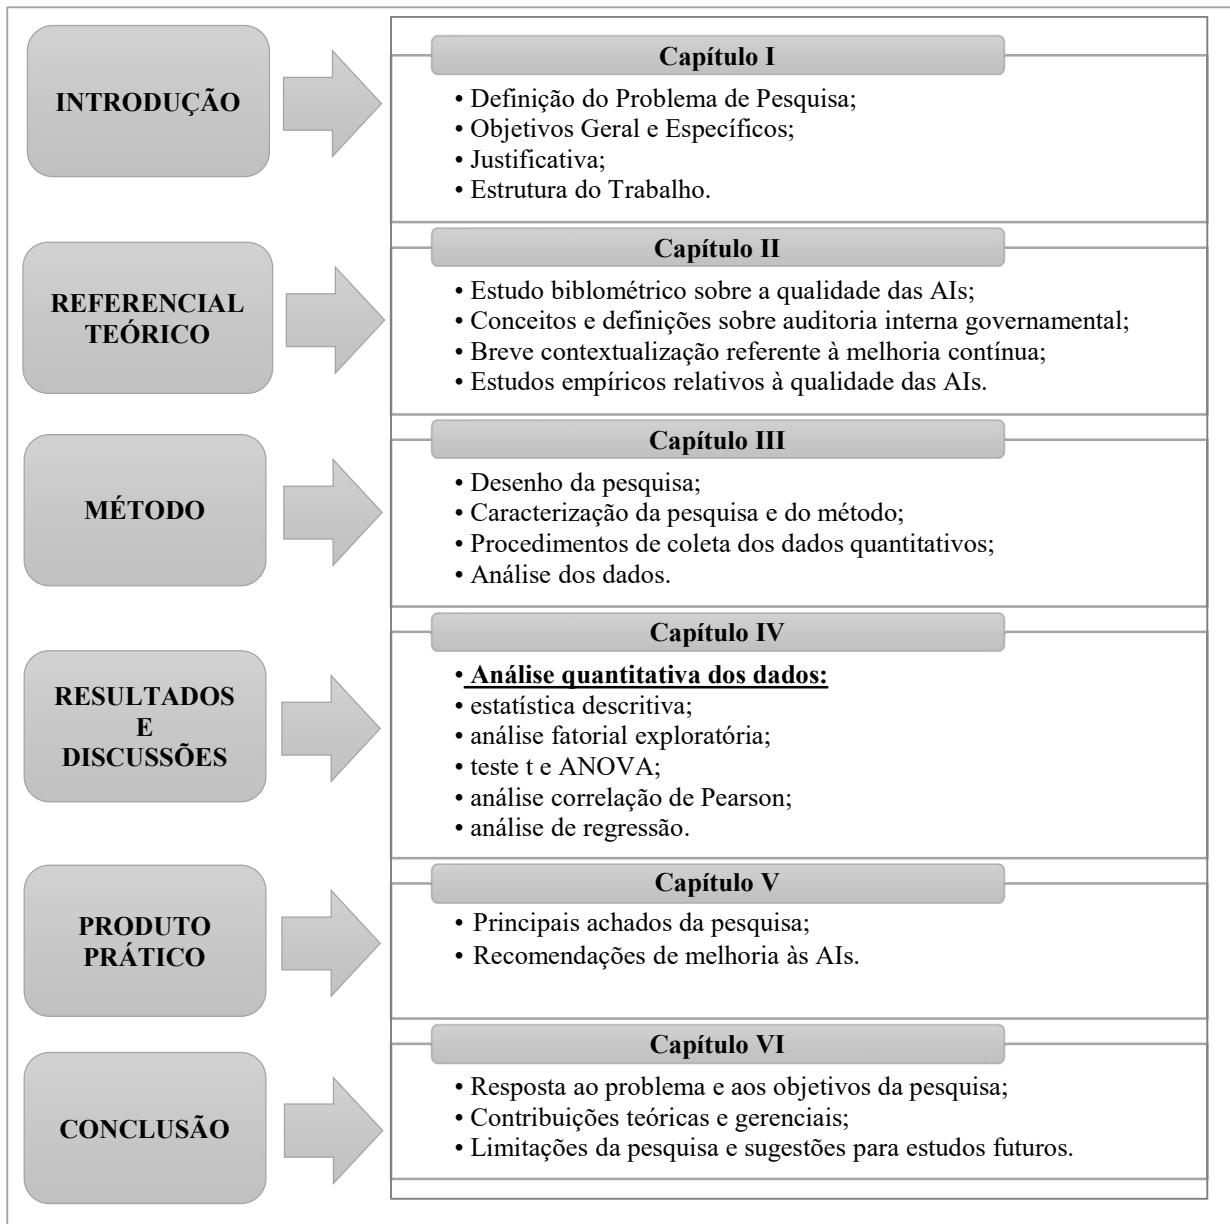 INTRODUÇÃO
Capítulo I
• Definição do Problema de Pesquisa;
• Objetivos Geral e Específicos;
• Justificativa;
• Estrutura do Trabalho.
REFERENCIAL
TEÓRICO
Capítulo II
• Estudo biblométrico sobre a qualidade das AIs;
• Conceitos e definições sobre auditoria interna governamental;
• Breve contextualização referente à melhoria contínua;
• Estudos empíricos relativos à qualidade das AIs.
MÉTODO
Capítulo III
• Desenho da pesquisa;
• Caracterização da pesquisa e do método;
• Procedimentos de coleta dos dados quantitativos;
• Análise dos dados.
RESULTADOS
E
DISCUSSÕES
Capítulo IV
• Análise quantitativa dos dados:
• estatística descritiva;
• análise fatorial exploratória;
• teste t e ANOVA;
• análise correlação de Pearson;
• análise de regressão.
PRODUTO
PRÁTICO
Capítulo V
• Principais achados da pesquisa;
• Recomendações de melhoria às AIs.
CONCLUSÃO
Capítulo VI
• Resposta ao problema e aos objetivos da pesquisa;
• Contribuições teóricas e gerenciais;
• Limitações da pesquisa e sugestões para estudos futuros.